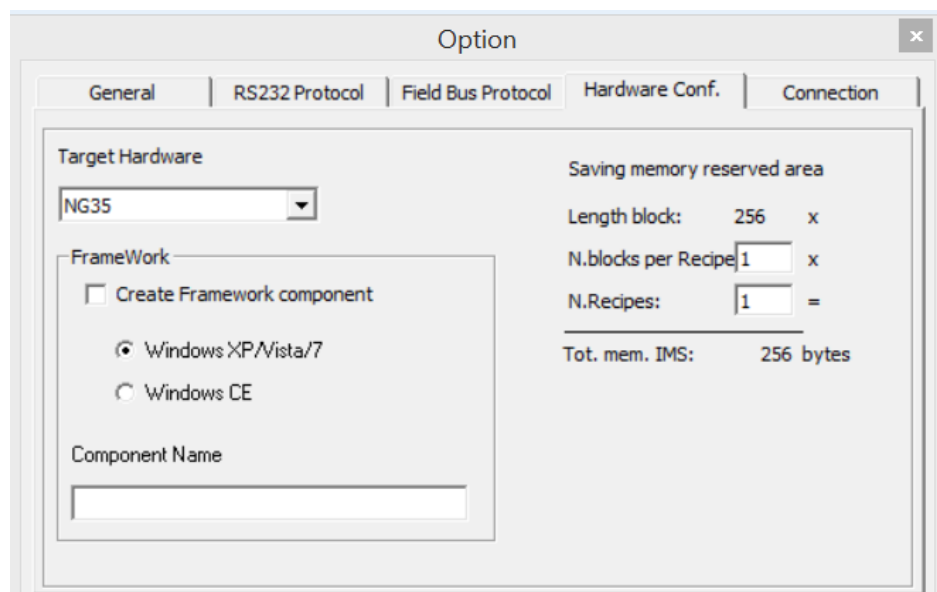 Option
x
General
RS232 Protocol
Field Bus Protocol
Hardware Conf.
Connection
Target Hardware
NG35
FrameWork
Create Framework component
Windows XP/Vista/7
Windows CE
Component Name
Saving memory reserved area
Length block: 256 x
N.blocks per Recipe 1 x
N.Recipes: 1 =
Tot. mem. IMS: 256 bytes